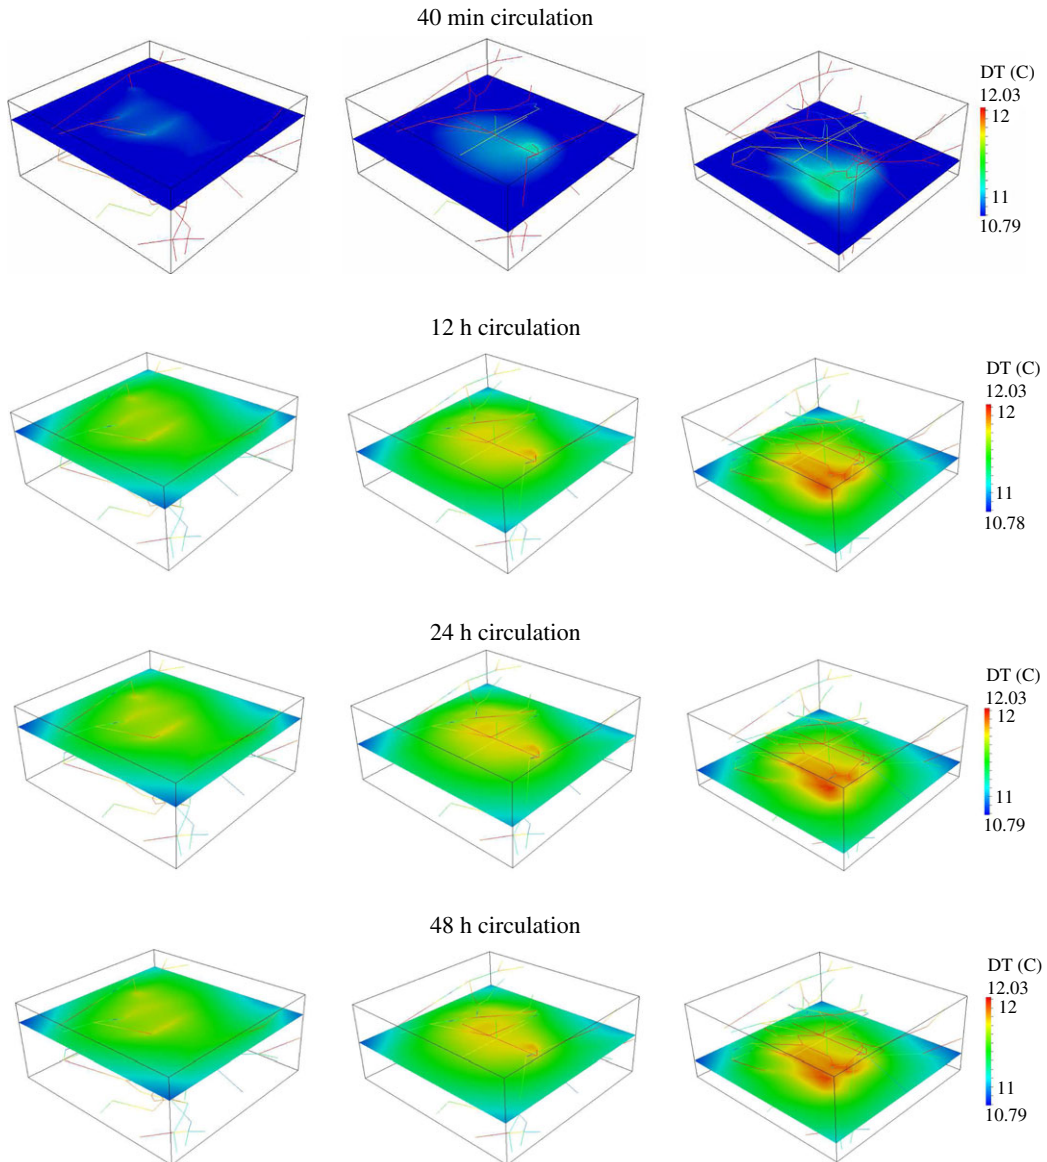 40 min circulation
DT (C)
12.03
12
11
10.79
12 h circulation
DT (C)
12.03
12
11
10.78
24 h circulation
DT (C)
12.03
12
11
10.79
48 h circulation
DT (C)
12.03
12
11
10.79